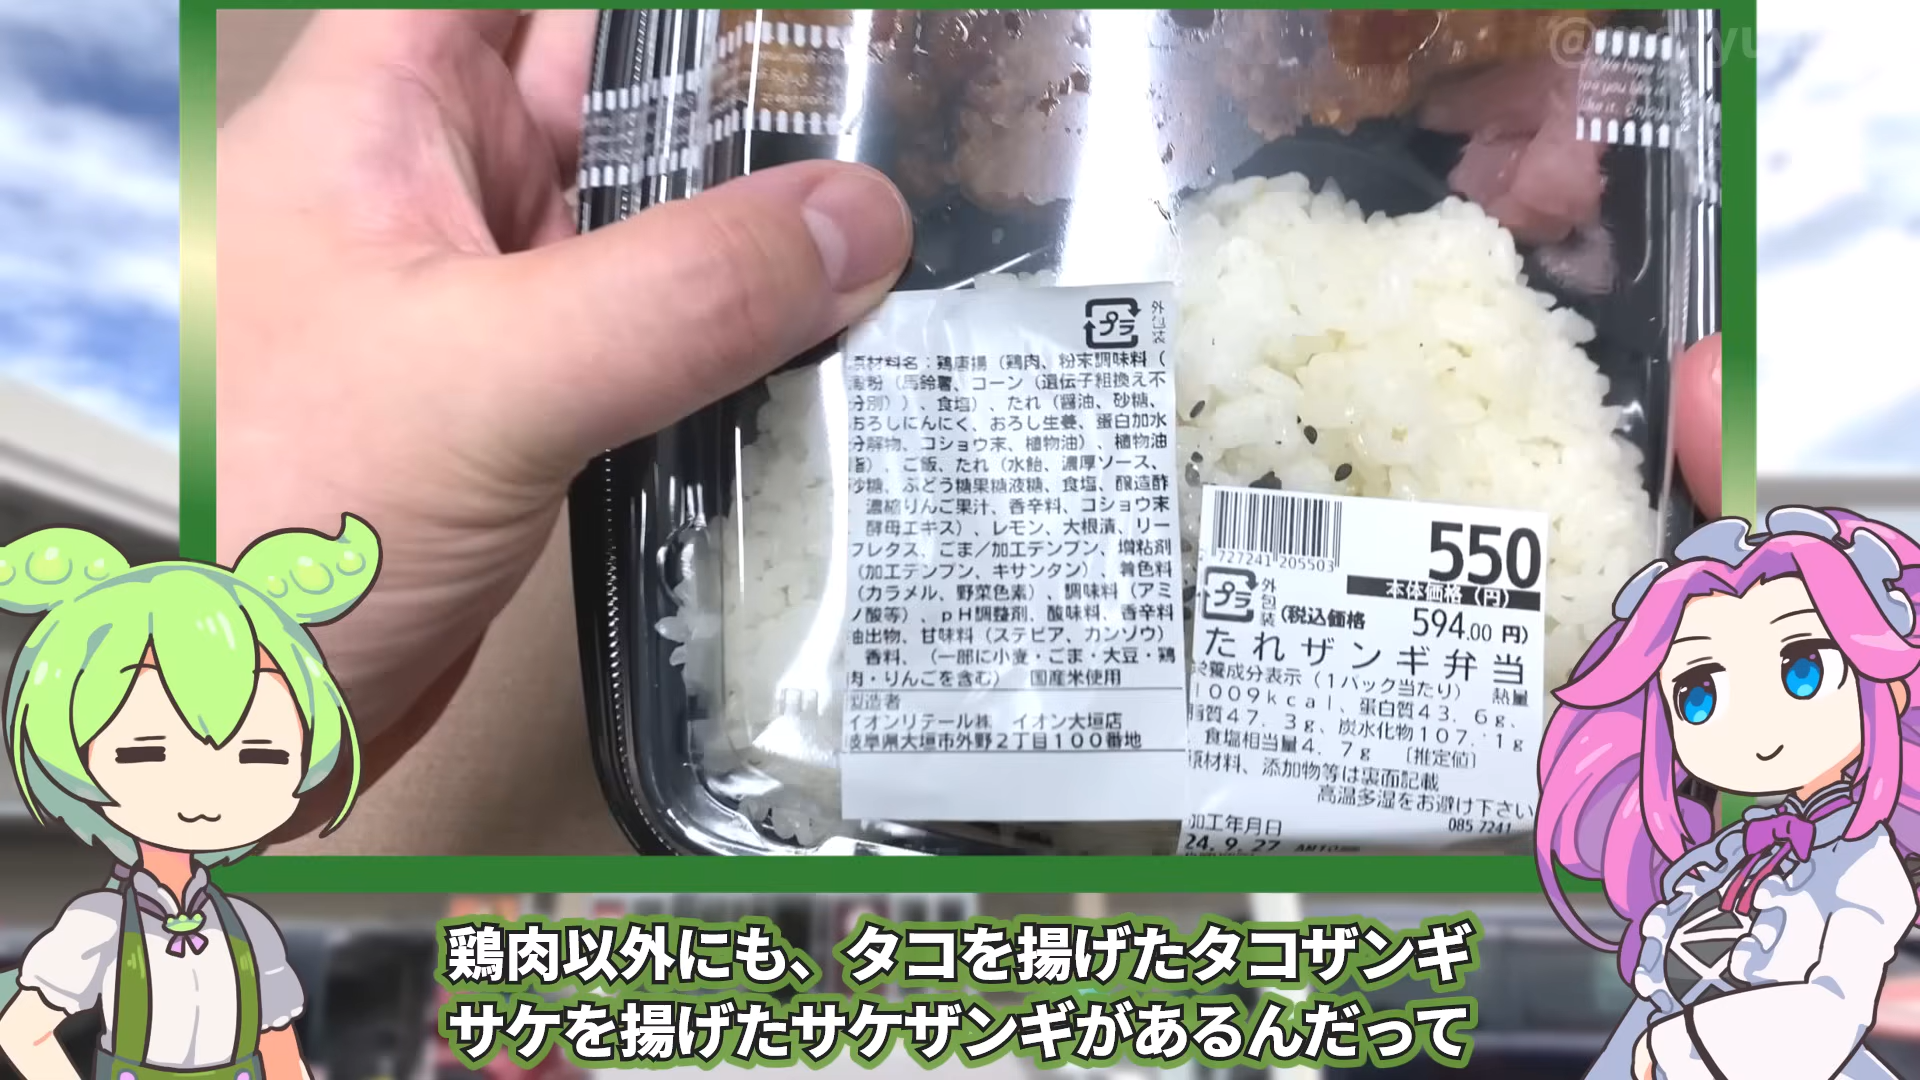 プラ
外包装
原材料名：鶏唐揚（鶏肉、粉末調味料（
澱粉（馬鈴薯、コーン（遺伝子組換え不
分別））、食塩）、たれ（醤油、砂糖、
おろしにんにく、おろし生姜、蛋白加水
分解物、コショウ末、植物油）、植物油
脂）、ご飯、たれ（水飴、濃厚ソース、
砂糖、ぶどう糖果糖液糖、食塩、醸造酢
濃縮りんご果汁、香辛料、コショウ末
酵母エキス）、レモン、大根漬、リー
フレタス、ごま／加工デンプン、増粘剤
（加工デンプン、キサンタン）、着色料
（カラメル、野菜色素）、調味料（アミ
ノ酸等）、ｐＨ調整剤、酸味料、香辛料
油出物、甘味料（ステビア、カンゾウ）
香料、（一部に小麦・ごま・大豆・鶏
肉・りんごを含む）　国産米使用
製造者
イオンリテール㈱　イオン大垣店
岐阜県大垣市外野２丁目１００番地
727241 205503
550
本体価格（円）
プラ
外包装
(税込価格 594.00 円)
たれザンギ弁当
栄養成分表示（1パック当たり） 熱量
1009kcal、蛋白質43.6g、
脂質47.3g、炭水化物107.1g
食塩相当量4.7g [推定値]
原材料、添加物等は裏面記載
高温多湿をお避け下さい
085 7241
加工年月日
24.9.27
鶏肉以外にも、タコを揚げたタコザンギ
サケを揚げたサケザンギがあるんだって